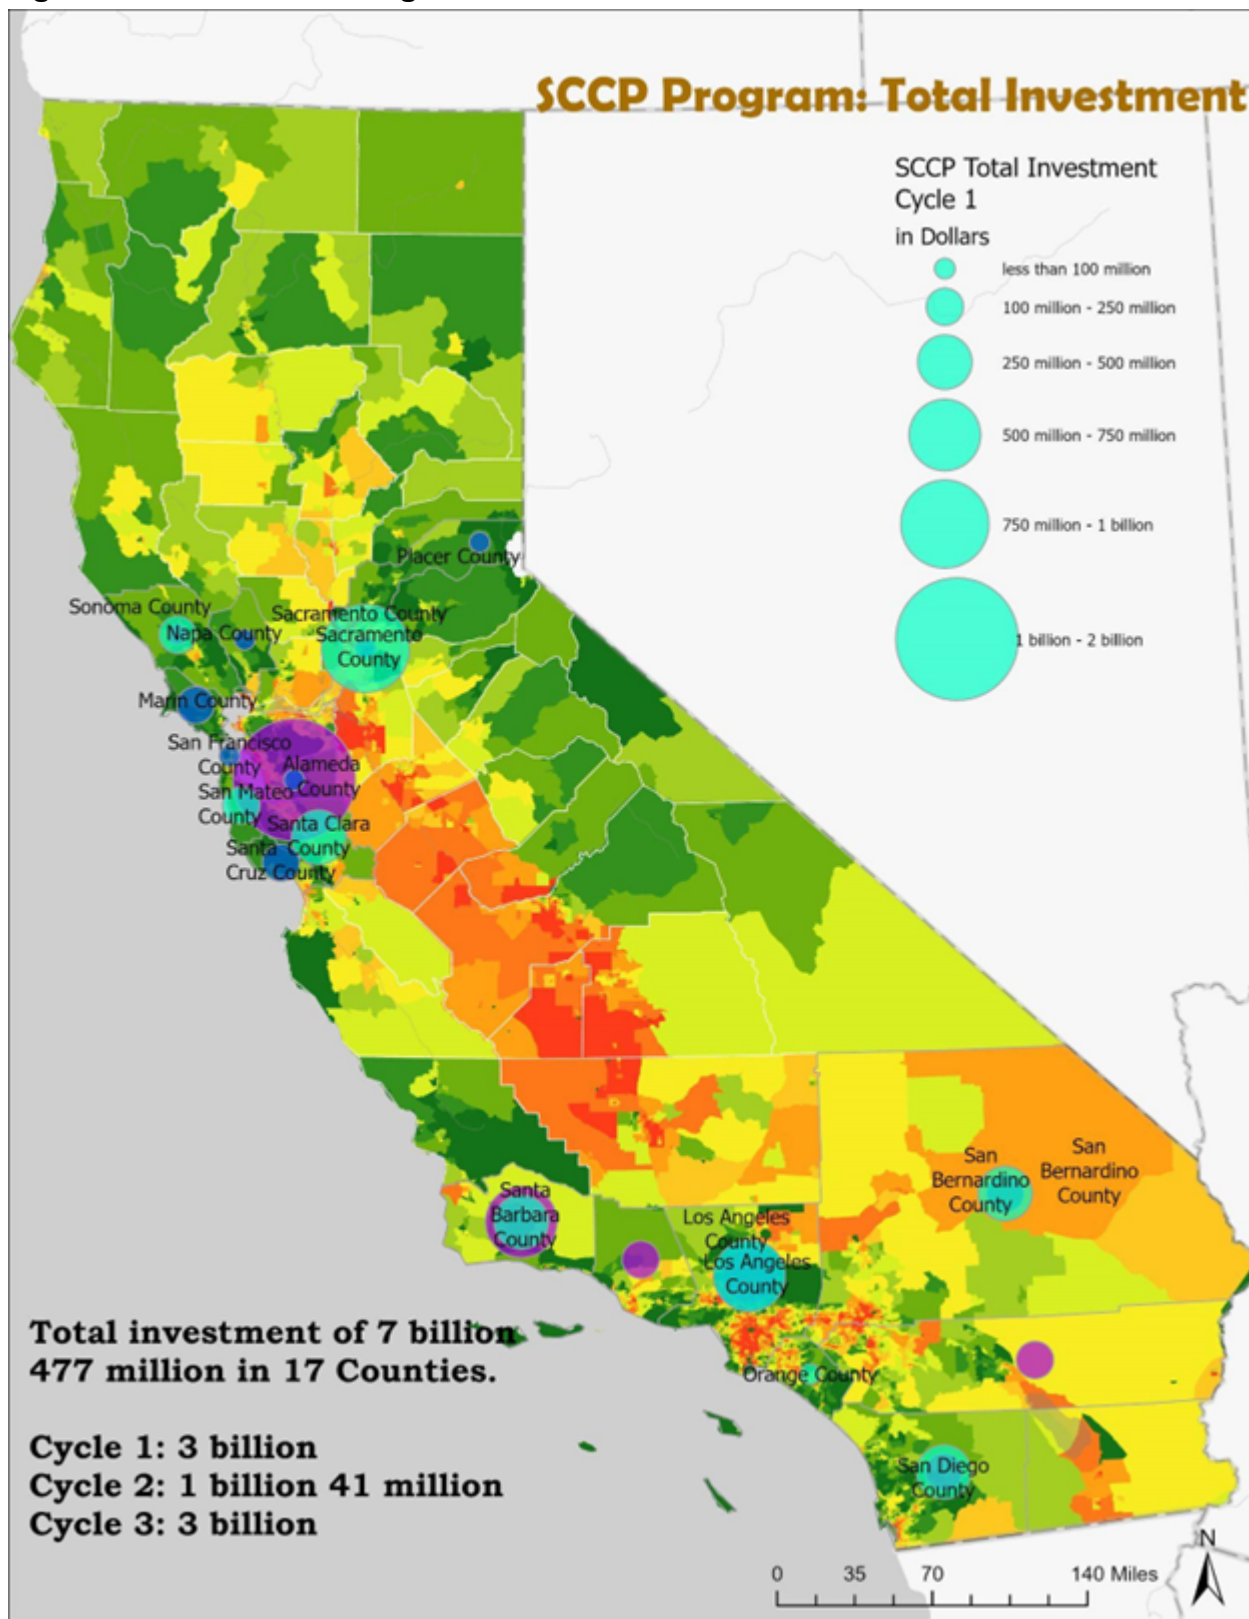 SCCP Program: Total Investment
SCCP Total Investment
Cycle 1
in Dollars
less than 100 million
100 million - 250 million
250 million - 500 million
500 million - 750 million
750 million - 1 billion
1 billion - 2 billion
Placer County
Sonoma County
Napa County
Sacramento County
Sacramento
County
Marin County
San Francisco
County
Alameda
County
San Mateo
County
Santa Clara
County
Santa
Cruz County
Santa
Barbara
County
Los Angeles
County
Los Angeles
County
San
Bernardino
County
San
Bernardino
County
Orange County
San Diego
County
Total investment of 7 billion
477 million in 17 Counties.
Cycle 1: 3 billion
Cycle 2: 1 billion 41 million
Cycle 3: 3 billion
0 35 70 140 Miles
N